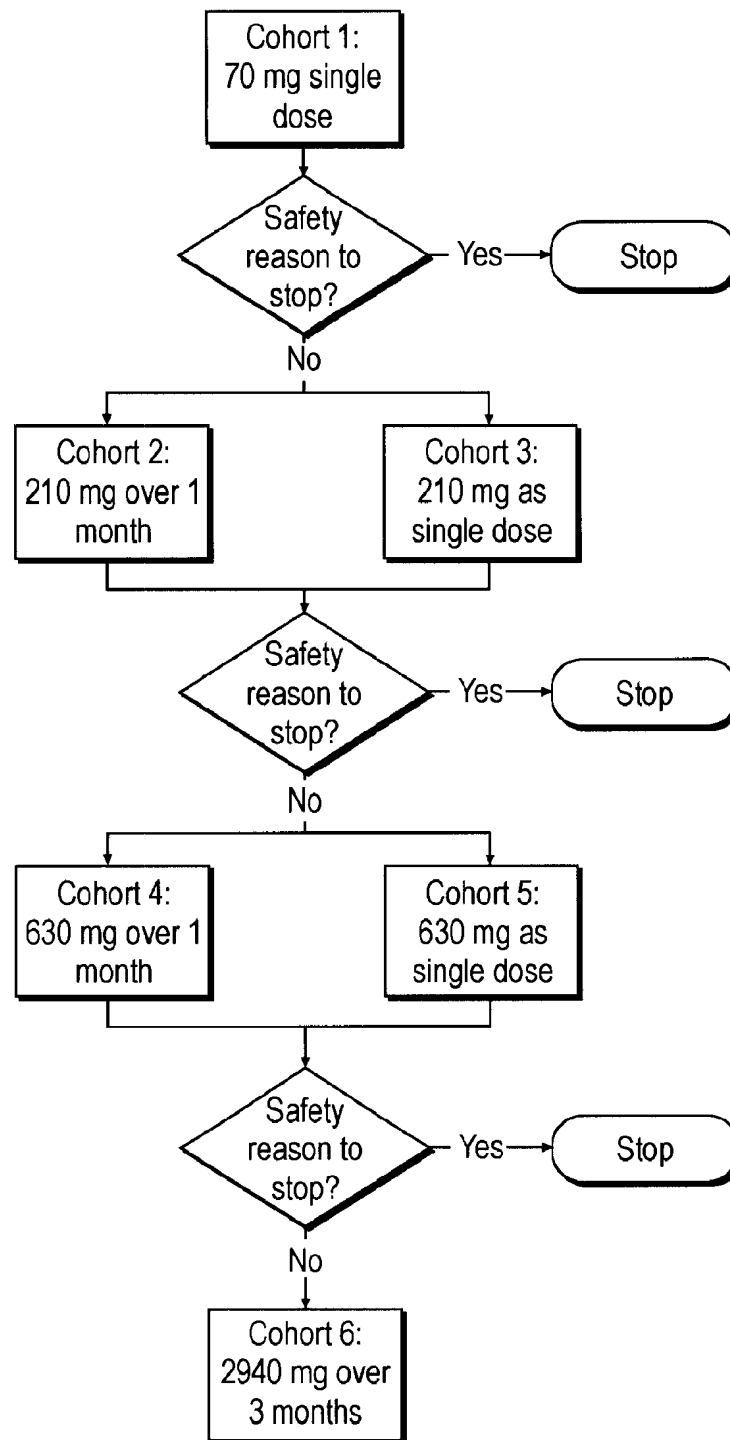 Cohort 1:
70 mg single
dose
Safety
reason to
stop?
Yes
Stop
No
Cohort 2:
210 mg over 1
month
Cohort 3:
210 mg as
single dose
Safety
reason to
stop?
Yes
Stop
No
Cohort 4:
630 mg over 1
month
Cohort 5:
630 mg as
single dose
Safety
reason to
stop?
Yes
Stop
No
Cohort 6:
2940 mg over
3 months